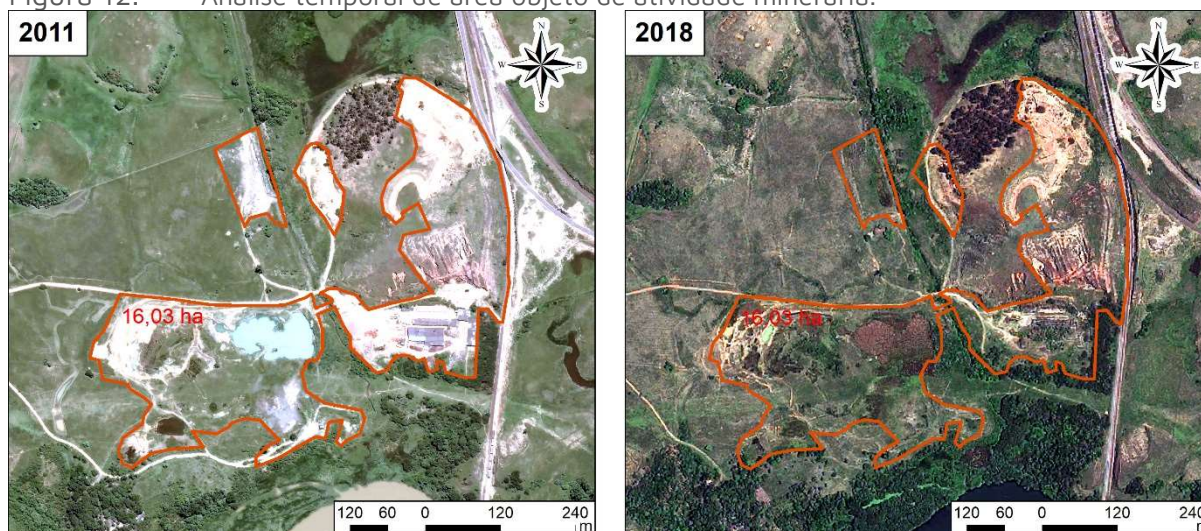 Figura 12. Análise temporal de área objeto de atividade minerária.
2011
N
W E
S
16,03 ha
120 60 0 120 240
m
2018
N
W E
S
16,03 ha
120 60 0 120 240